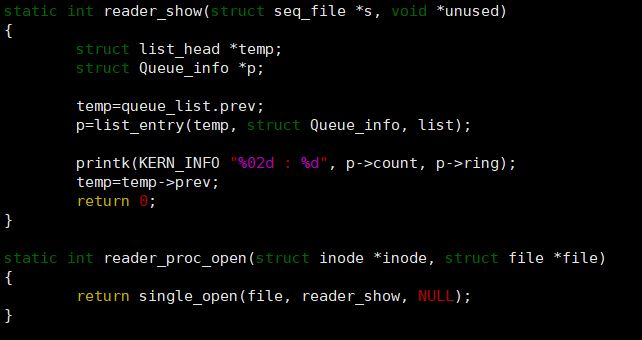 static int reader_show(struct seq_file *s, void *unused)
{
        struct list_head *temp;
        struct Queue_info *p;

        temp=queue_list.prev;
        p=list_entry(temp, struct Queue_info, list);

        printk(KERN_INFO "%02d : %d", p->count, p->ring);
        temp=temp->prev;
        return 0;
}

static int reader_proc_open(struct inode *inode, struct file *file)
{
        return single_open(file, reader_show, NULL);
}